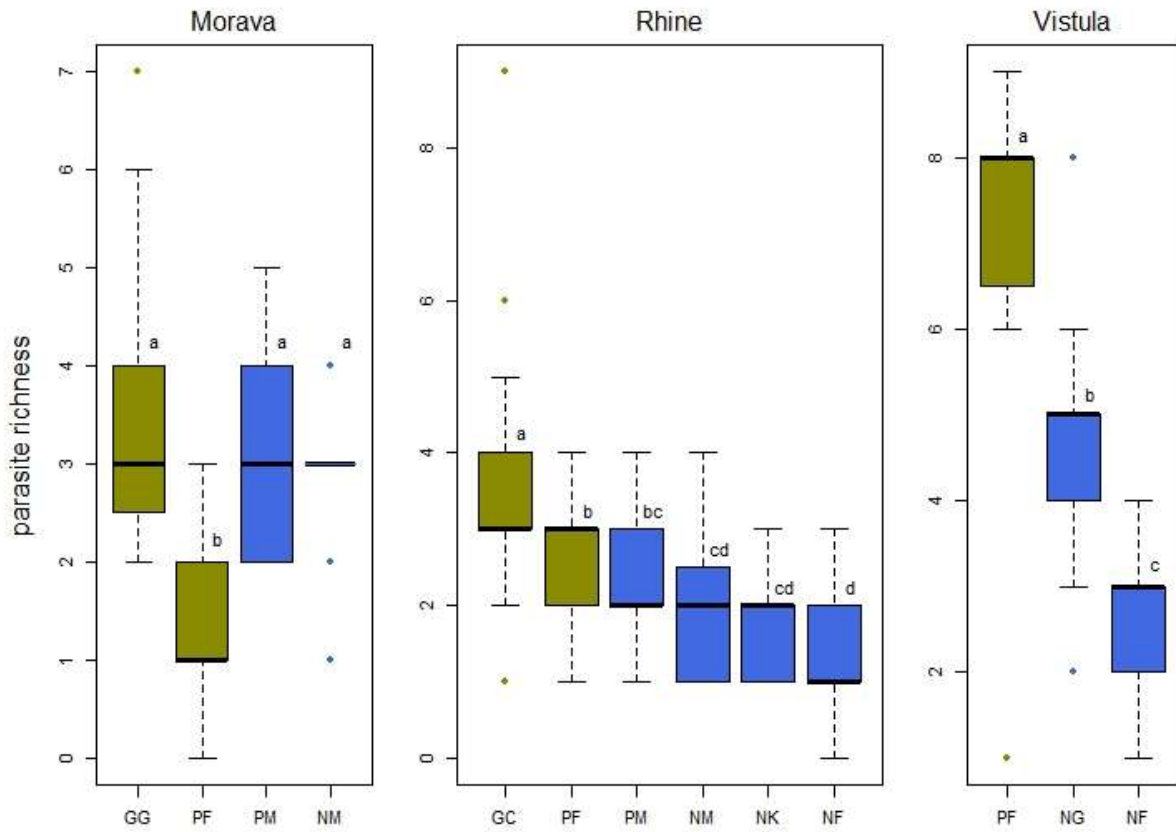 Morava
Rhine
Vistula
parasite richness
7
6
5
4
3
2
1
0
a
b
a
a
GG PF PM NM
8
6
4
2
0
a
b
bc
cd
cd
d
GC PF PM NM NK NF
8
6
4
2
a
b
c
PF NG NF